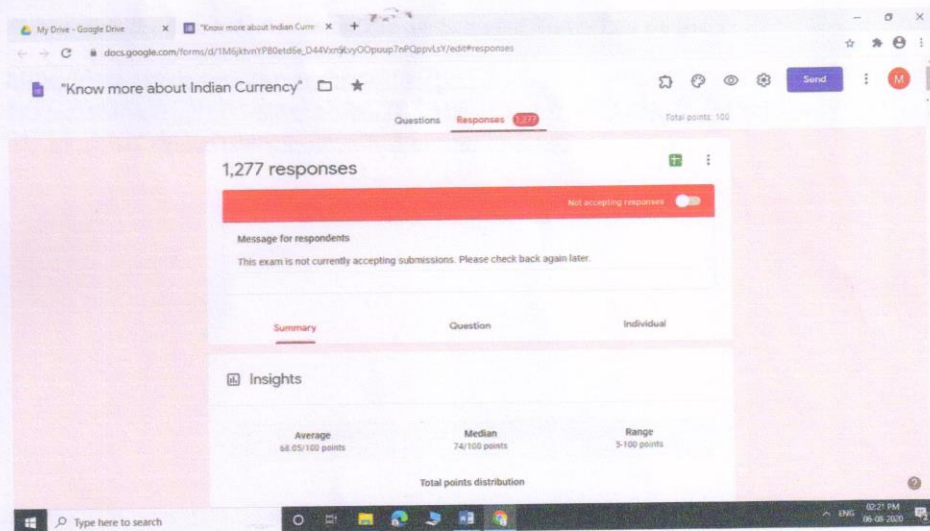 My Drive - Google Drive
"Know more about Indian Curre
docs.google.com/forms/d/
/edit#responses
"Know more about Indian Currency"
Send
M
Questions Responses 1,277
Total points: 100
1,277 responses
Not accepting responses
Message for respondents
This exam is not currently accepting submissions. Please check back again later.
Summary Question Individual
Insights
Average Median Range
68.05/100 points 74/100 points 5-100 points
Total points distribution
Type here to search
ENG 02:21 PM
06-08-2020